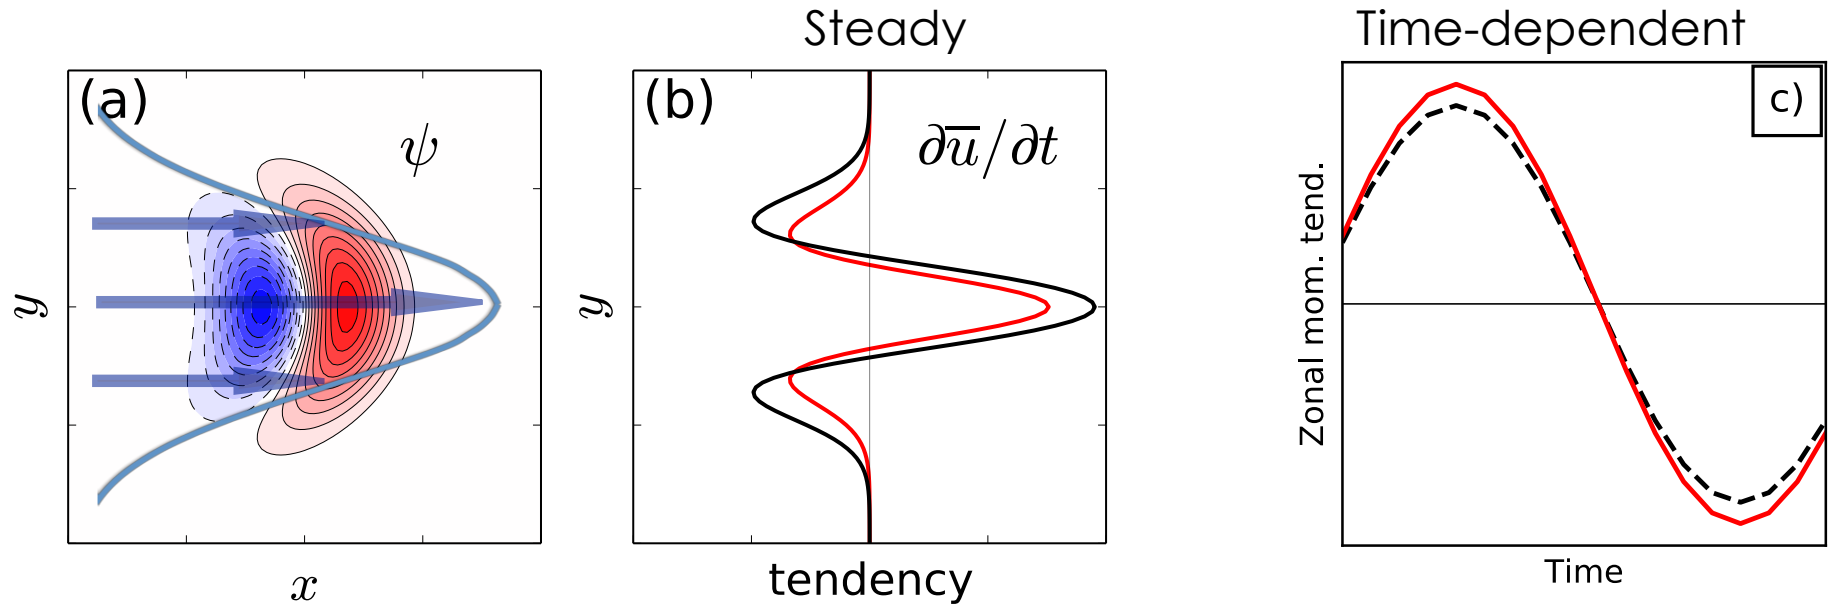 Steady
Time-dependent
(a)
ψ
y
x
(b)
∂u̅/∂t
y
tendency
c)
Zonal mom. tend.
Time